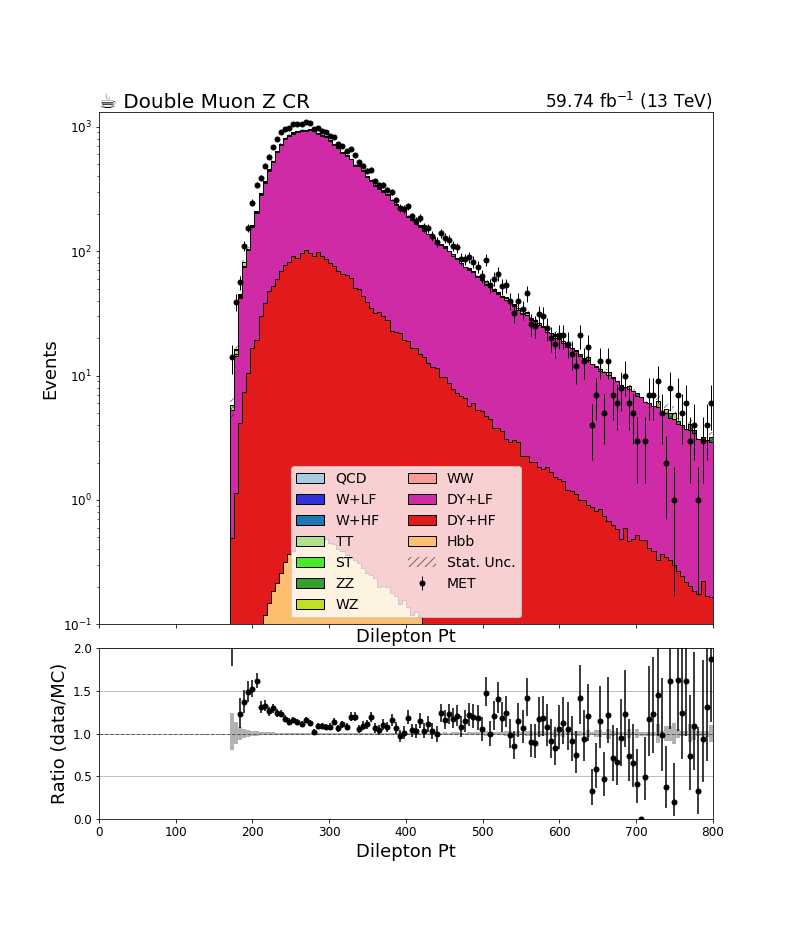 ☕ Double Muon Z CR
59.74 fb⁻¹ (13 TeV)
Events
10³
10²
10¹
10⁰
10⁻¹
QCD
W+LF
W+HF
TT
ST
ZZ
WZ
WW
DY+LF
DY+HF
Hbb
Stat. Unc.
MET
Dilepton Pt
Ratio (data/MC)
2.0
1.5
1.0
0.5
0.0
0 100 200 300 400 500 600 700 800
Dilepton Pt